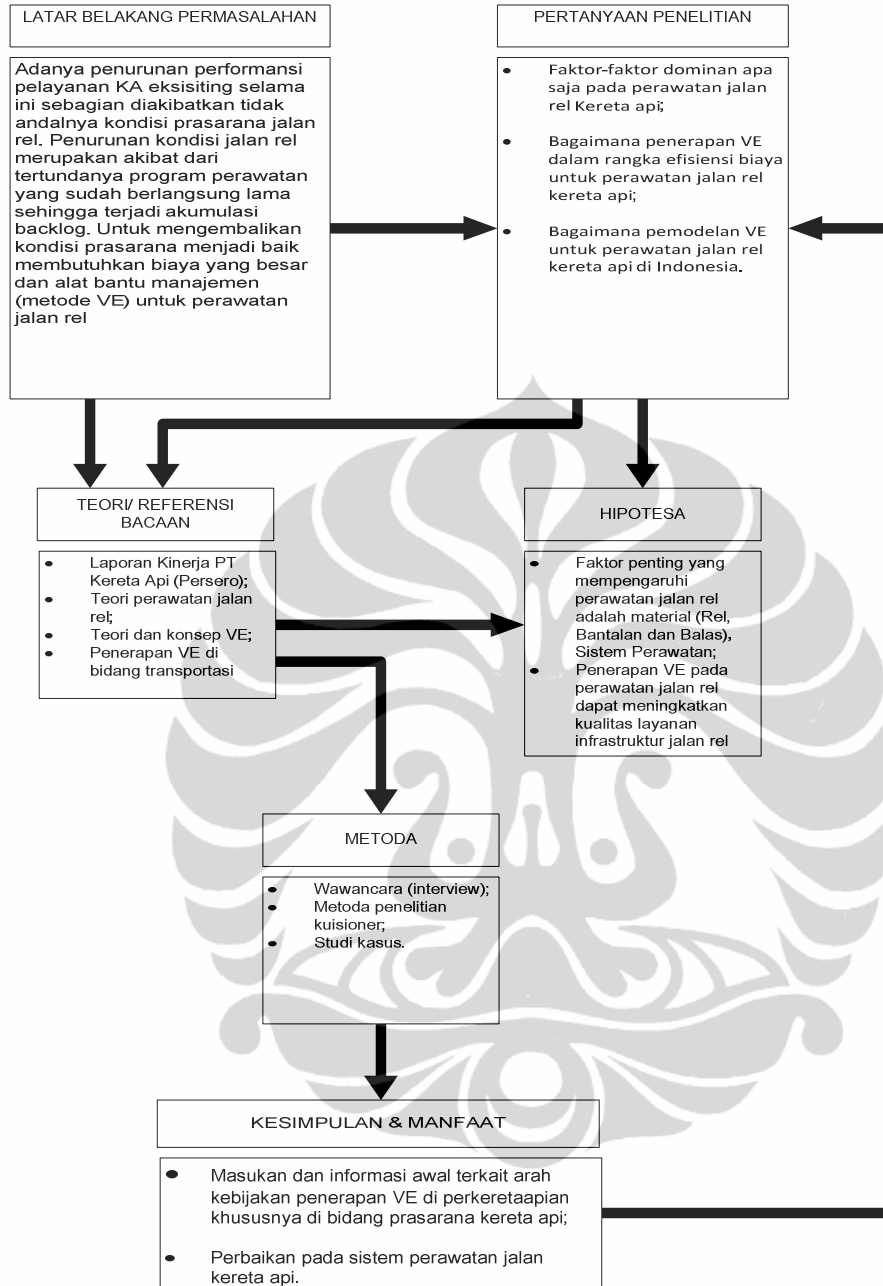 LATAR BELAKANG PERMASALAHAN
Adanya penurunan performansi
pelayanan KA eksisiting selama
ini sebagian diakibatkan tidak
andalnya kondisi prasarana jalan
rel. Penurunan kondisi jalan rel
merupakan akibat dari
tertundanya program perawatan
yang sudah berlangsung lama
sehingga terjadi akumulasi
backlog. Untuk mengembalikan
kondisi prasarana menjadi baik
membutuhkan biaya yang besar
dan alat bantu manajemen
(metode VE) untuk perawatan
jalan rel
PERTANYAAN PENELITIAN
• Faktor-faktor dominan apa
saja pada perawatan jalan
rel Kereta api;
• Bagaimana penerapan VE
dalam rangka efisiensi biaya
untuk perawatan jalan rel
kereta api;
• Bagaimana pemodelan VE
untuk perawatan jalan rel
kereta api di Indonesia.
TEORI/ REFERENSI
BACAAN
• Laporan Kinerja PT
Kereta Api (Persero);
• Teori perawatan jalan
rel;
• Teori dan konsep VE;
• Penerapan VE di
bidang transportasi
HIPOTESA
• Faktor penting yang
mempengaruhi
perawatan jalan rel
adalah material (Rel,
Bantalan dan Balas),
Sistem Perawatan;
• Penerapan VE pada
perawatan jalan rel
dapat meningkatkan
kualitas layanan
infrastruktur jalan rel
METODA
• Wawancara (interview);
• Metoda penelitian
kuisioner;
• Studi kasus.
KESIMPULAN & MANFAAT
• Masukan dan informasi awal terkait arah
kebijakan penerapan VE di perkeretaapian
khususnya di bidang prasarana kereta api;
• Perbaikan pada sistem perawatan jalan
kereta api.